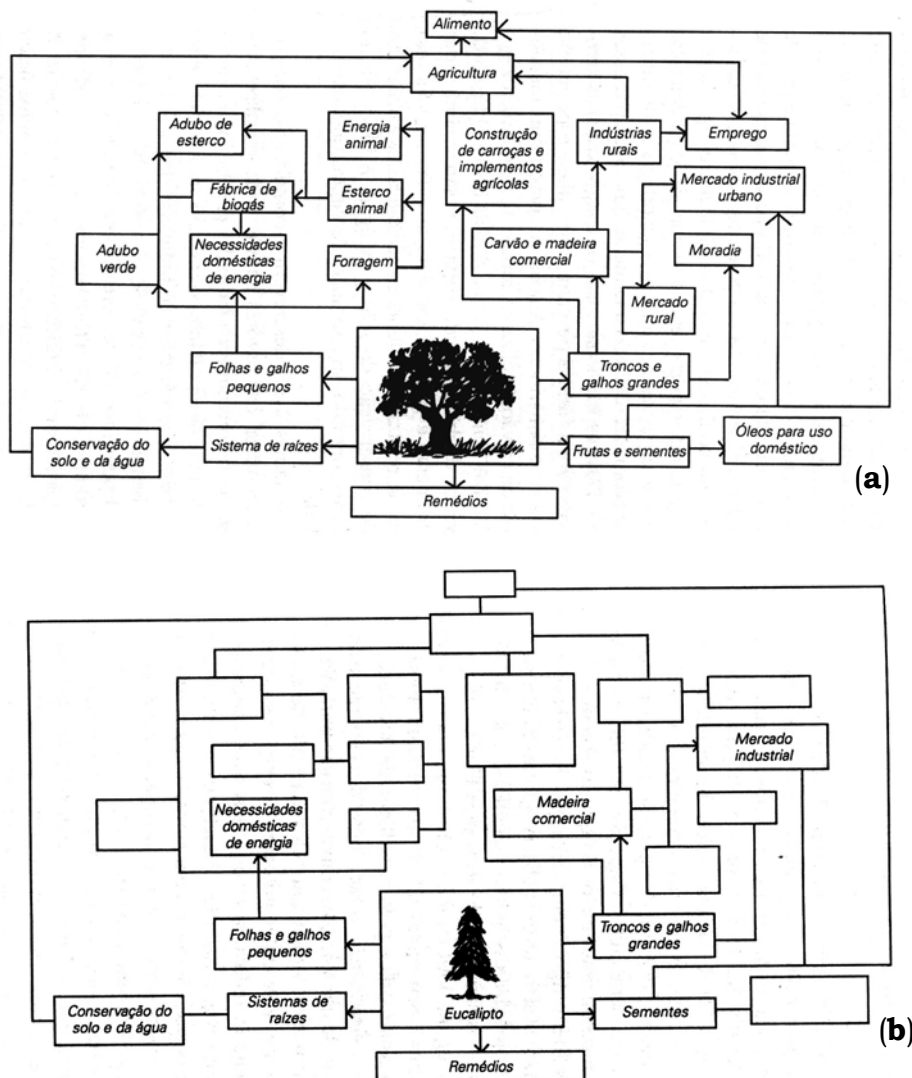 Alimento
Agricultura
Adubo de
esterco
Energia
animal
Construção
de carroças e
implementos
agrícolas
Indústrias
rurais
Emprego
Fábrica de
biogás
Esterco
animal
Mercado industrial
urbano
Adubo
verde
Necessidades
domésticas
de energia
Forragem
Carvão e madeira
comercial
Moradia
Mercado
rural
Folhas e galhos
pequenos
Troncos e
galhos grandes
Conservação do
solo e da água
Sistema de raízes
Frutas e sementes
Óleos para uso
doméstico
Remédios
(a)
Mercado
industrial
Necessidades
domésticas
de energia
Madeira
comercial
Folhas e galhos
pequenos
Troncos e galhos
grandes
Conservação do
solo e da água
Sistemas de
raízes
Eucalipto
Sementes
Remédios
(b)